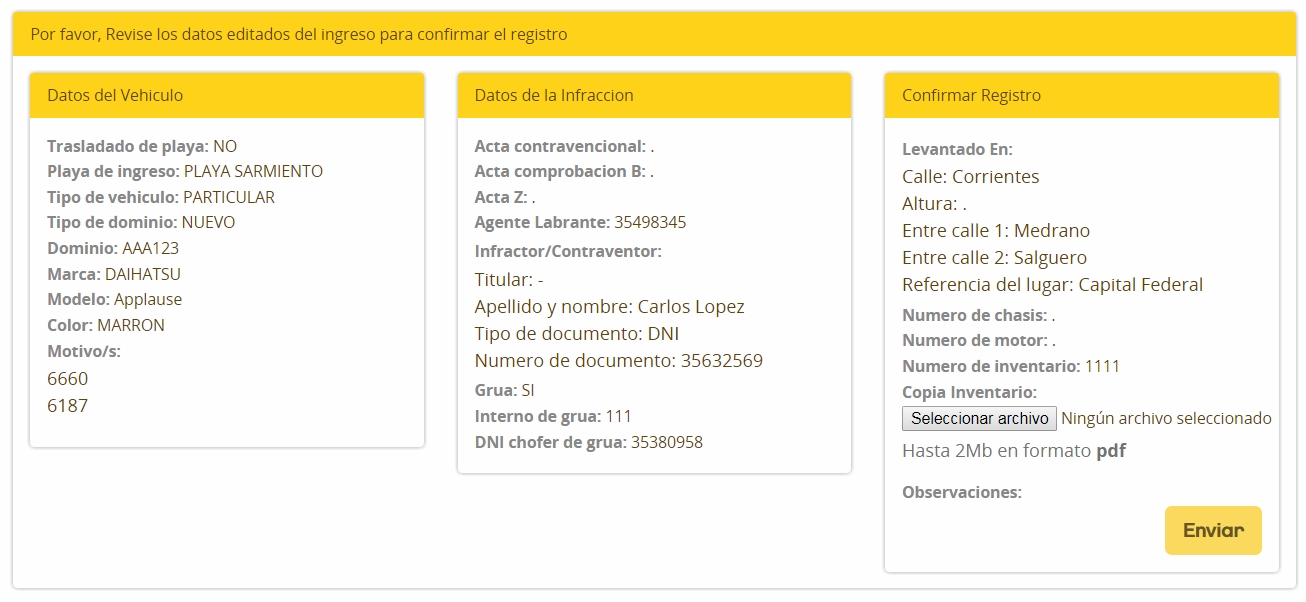 Por favor, Revise los datos editados del ingreso para confirmar el registro
Datos del Vehiculo
Trasladado de playa: NO
Playa de ingreso: PLAYA SARMIENTO
Tipo de vehiculo: PARTICULAR
Tipo de dominio: NUEVO
Dominio: AAA123
Marca: DAIHATSU
Modelo: Applause
Color: MARRON
Motivo/s:
6660
6187
Datos de la Infraccion
Acta contravencional: .
Acta comprobacion B: .
Acta Z: .
Agente Labrante: 35498345
Infractor/Contraventor:
Titular: -
Apellido y nombre: Carlos Lopez
Tipo de documento: DNI
Numero de documento: 35632569
Grua: SI
Interno de grua: 111
DNI chofer de grua: 35380958
Confirmar Registro
Levantado En:
Calle: Corrientes
Altura: .
Entre calle 1: Medrano
Entre calle 2: Salguero
Referencia del lugar: Capital Federal
Numero de chasis: .
Numero de motor: .
Numero de inventario: 1111
Copia Inventario:
Seleccionar archivo Ningún archivo seleccionado
Hasta 2Mb en formato pdf
Observaciones:
Enviar